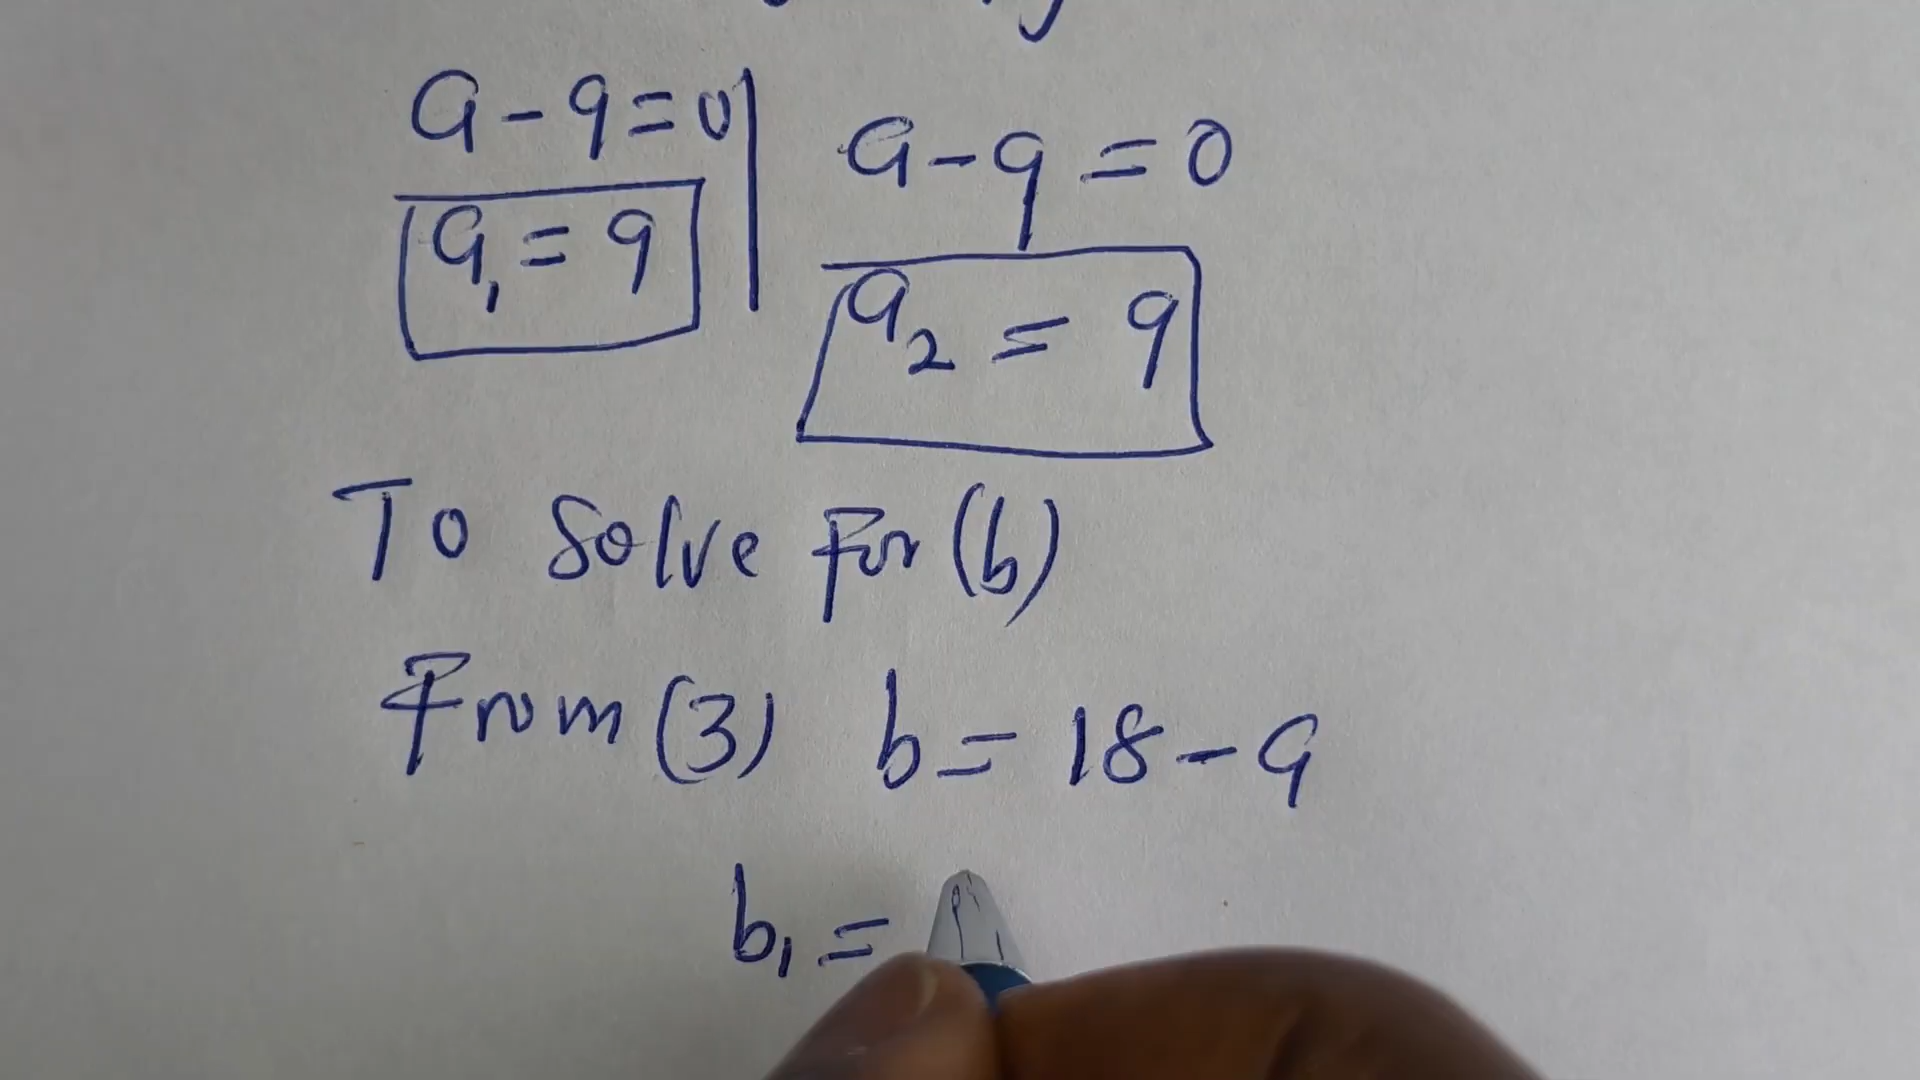 a - 9 = 0
a₁ = 9
a - 9 = 0
a₂ = 9
To solve for (b)
From (3) b = 18 - a
b₁ =